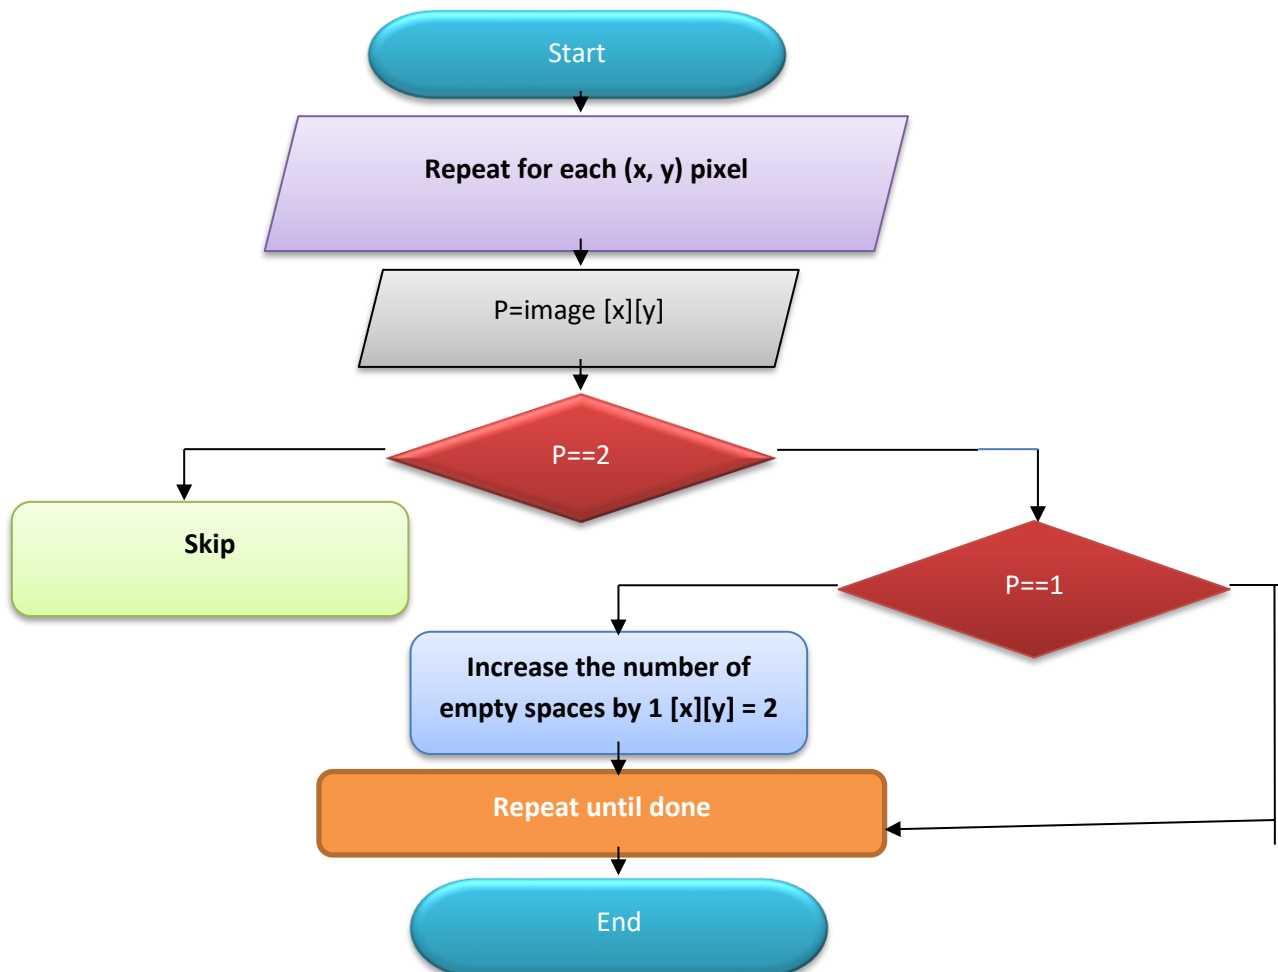 Start
Repeat for each (x, y) pixel
P=image [x][y]
P==2
Skip
P==1
Increase the number of
empty spaces by 1 [x][y] = 2
Repeat until done
End